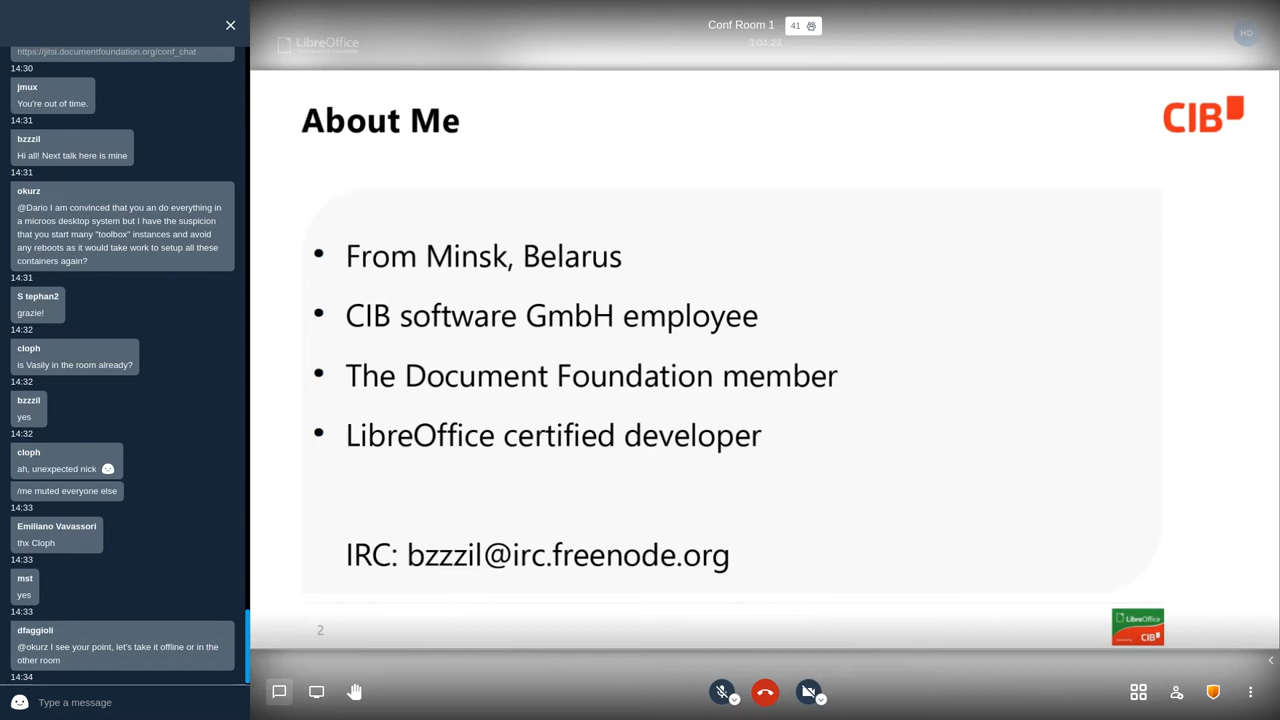 https://jitsi.documentfoundation.org/conf_chat
14:30
jmux
You're out of time.
14:31
bzzzil
Hi all! Next talk here is mine
14:31
okurz
@Dario I am convinced that you an do everything in
a microos desktop system but I have the suspicion
that you start many "toolbox" instances and avoid
any reboots as it would take work to setup all these
containers again?
14:31
S tephan2
grazie!
14:32
cloph
is Vasily in the room already?
14:32
bzzzil
yes
14:32
cloph
ah, unexpected nick
/me muted everyone else
14:33
Emiliano Vavassori
thx Cloph
14:33
mst
yes
14:33
dfaggioli
@okurz I see your point, let's take it offline or in the
other room
14:34
Type a message
LibreOffice
Conf Room 1
41
3:04:23
HD
About Me
CIB
• From Minsk, Belarus
• CIB software GmbH employee
• The Document Foundation member
• LibreOffice certified developer
IRC: bzzzil@irc.freenode.org
2
LibreOffice
CIB